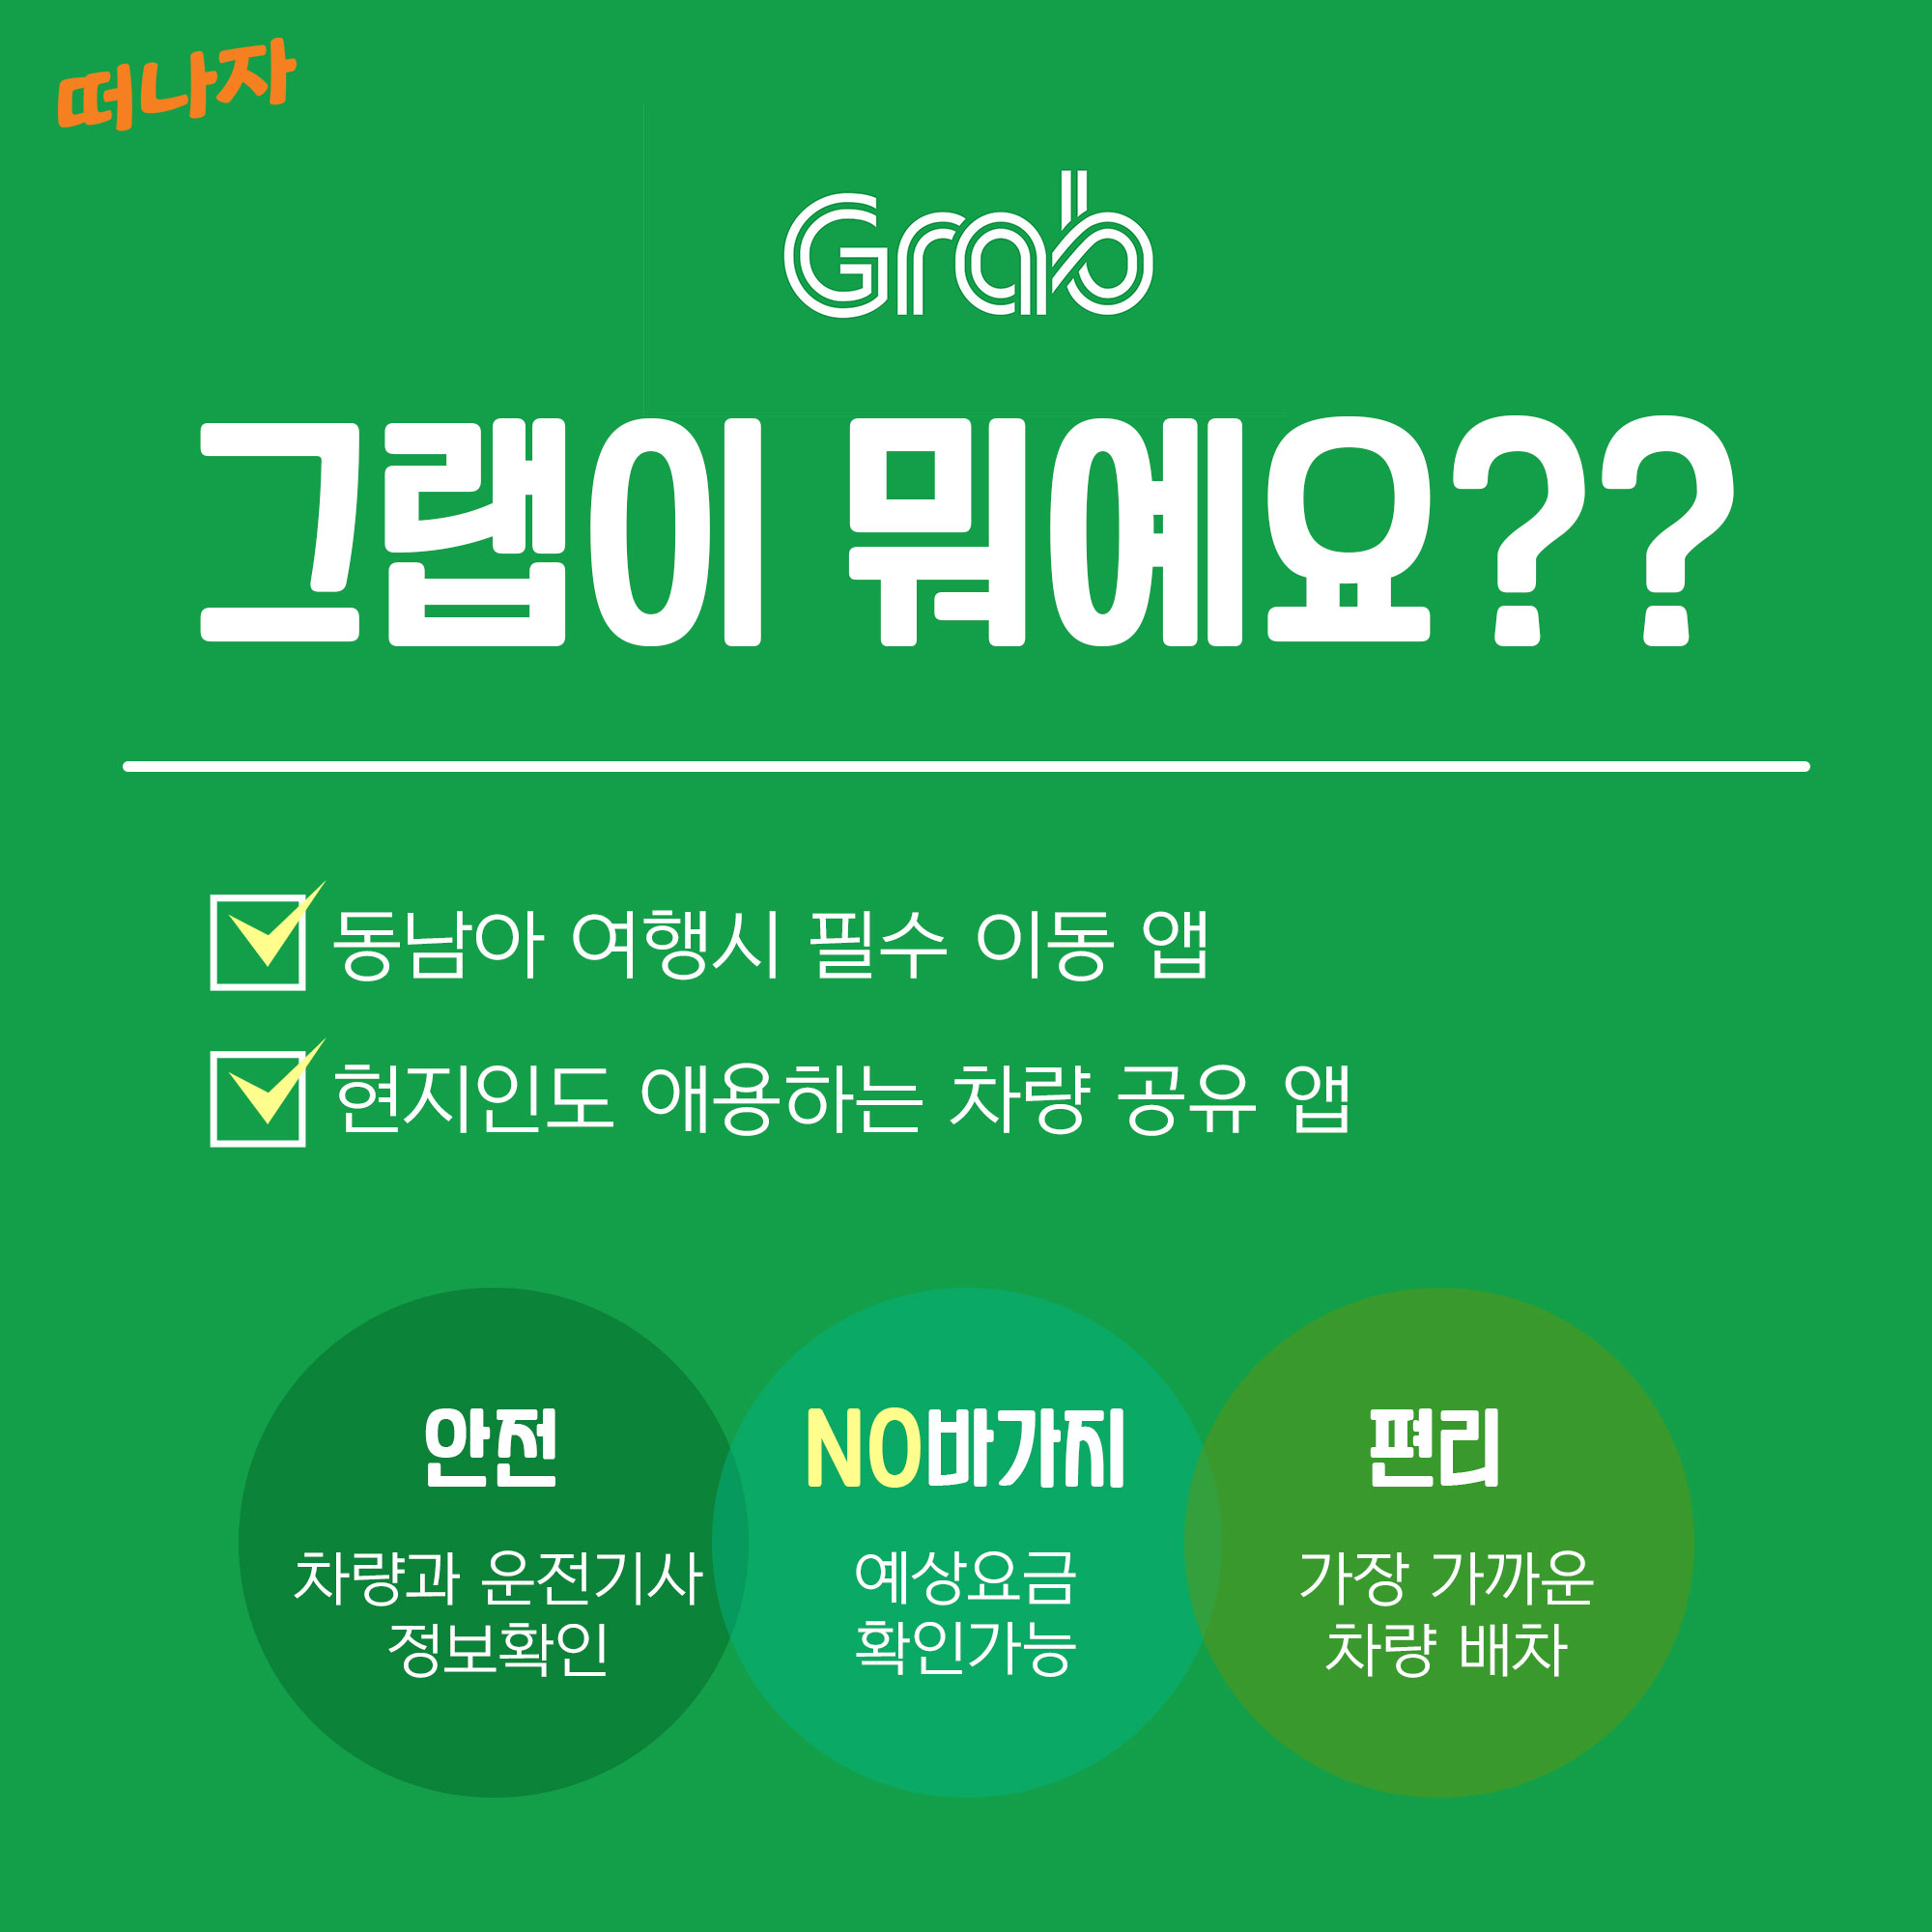 떠나자
Grab
그랩이 뭐예요??
동남아 여행시 필수 이동 앱
현지인도 애용하는 차량 공유 앱
안전
차량과 운전기사
정보확인
NO바가지
예상요금
확인가능
편리
가장 가까운
차량 배차